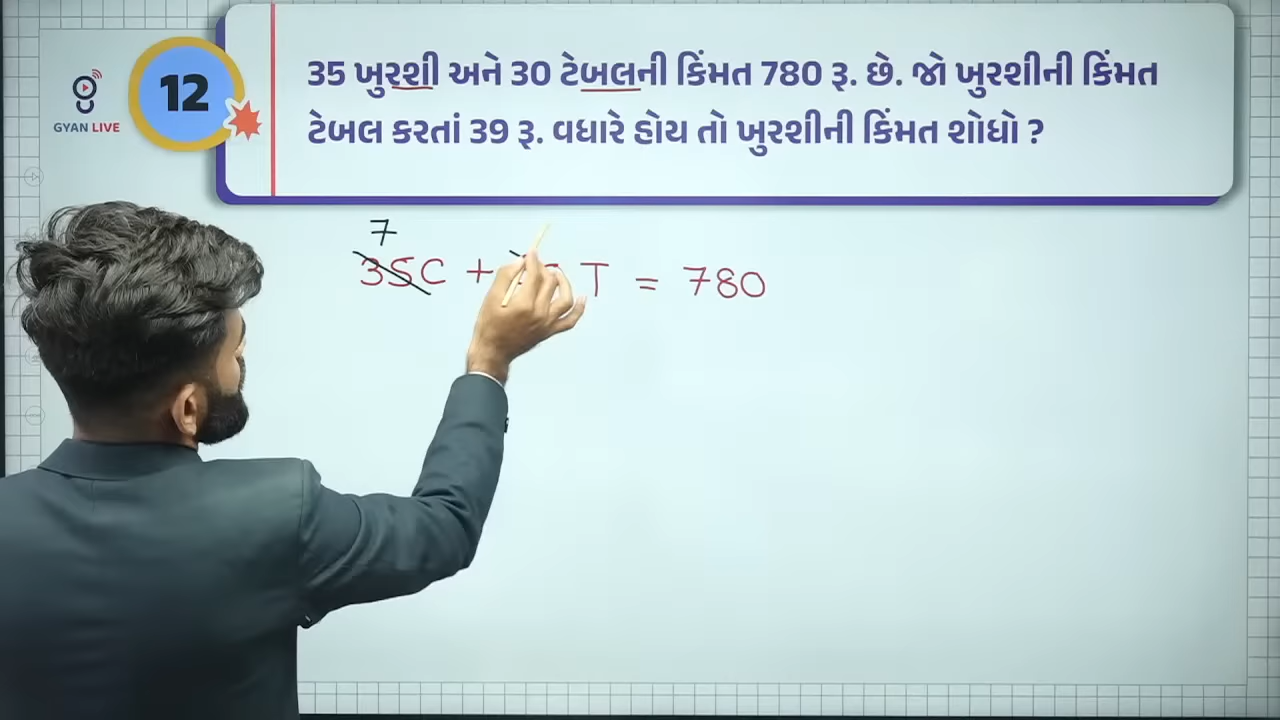 12
35 ખુરશી અને 30 ટેબલની કિંમત 780 રૂ. છે. જો ખુરશીની કિંમત
ટેબલ કરતાં 39 રૂ. વધારે હોય તો ખુરશીની કિંમત શોધો ?
GYAN LIVE
7
35C + T = 780